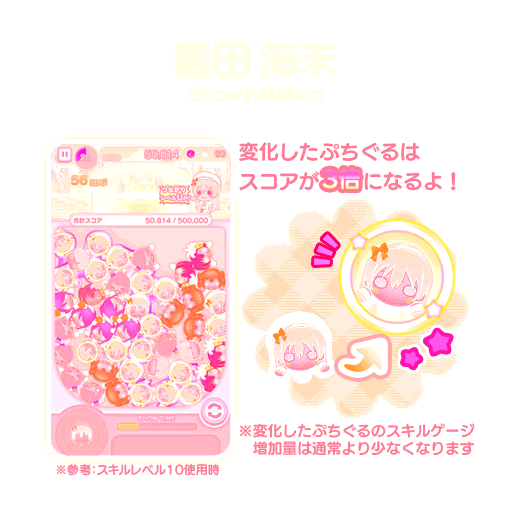 園田 海未
Snow halation
50,814
変化したぷちぐるは
スコアが3倍になるよ！
合計スコア 50,814 / 500,000
SHOW TIME
※変化したぷちぐるのスキルゲージ
増加量は通常より少なくなります
※参考：スキルレベル10使用時